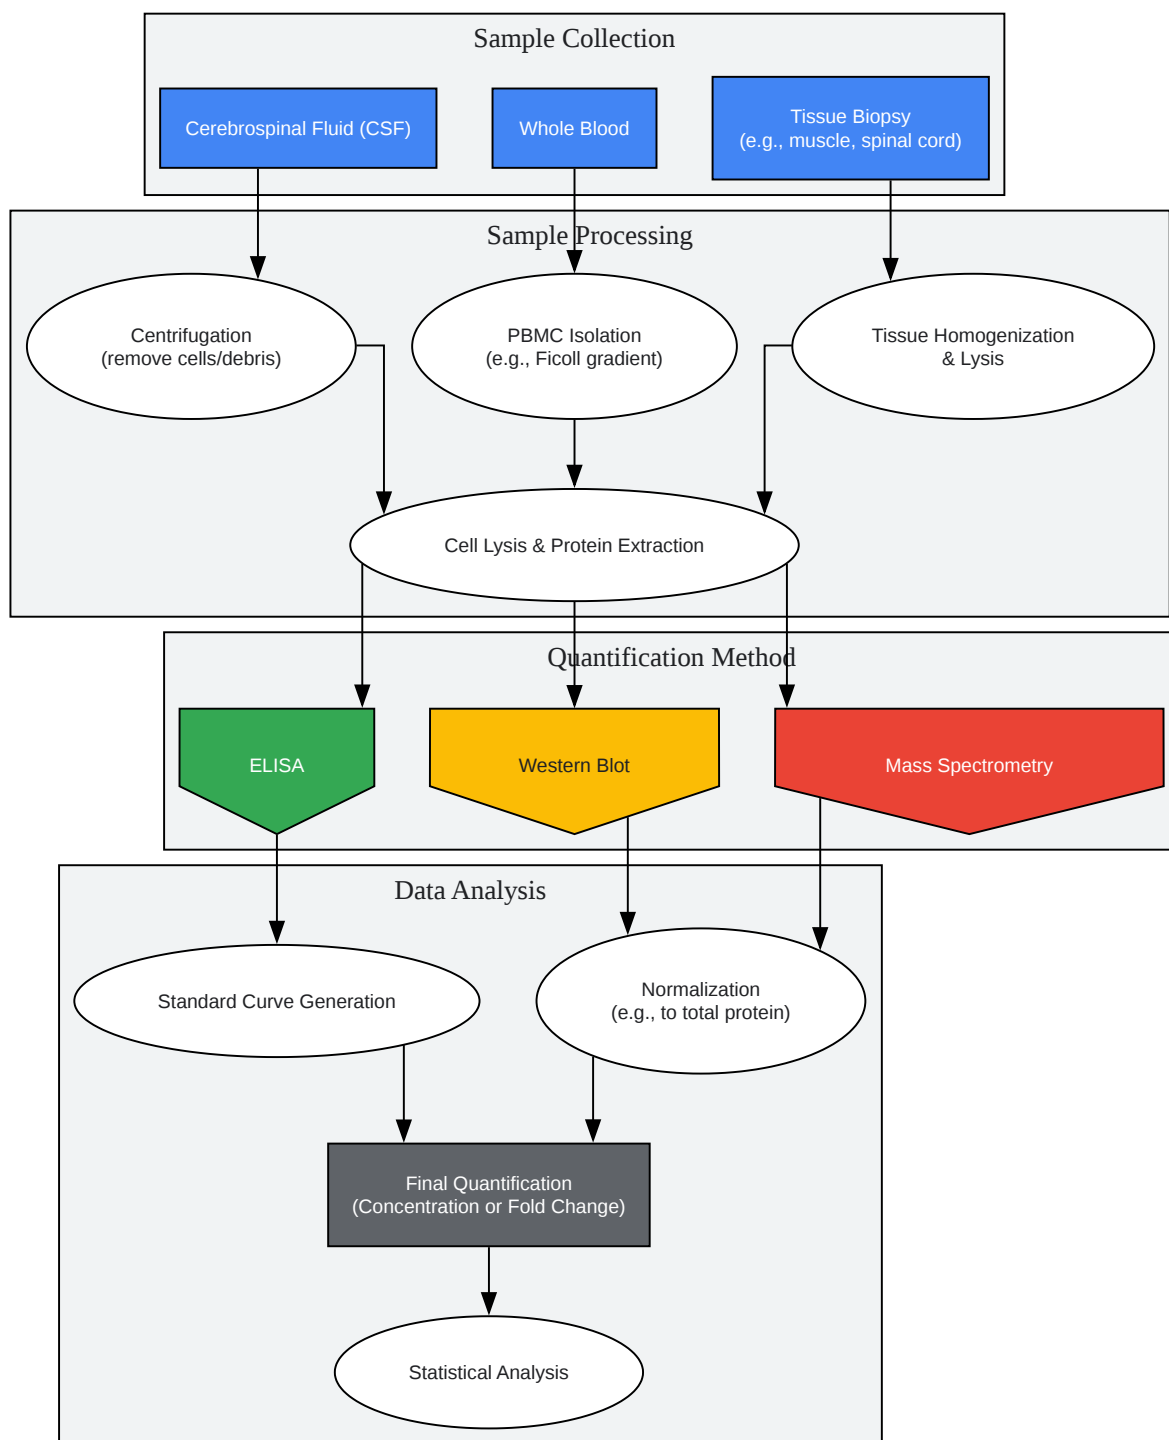 Sample Collection
Cerebrospinal Fluid (CSF)
Whole Blood
Tissue Biopsy
(e.g., muscle, spinal cord)
Sample Processing
Centrifugation
(remove cells/debris)
PBMC Isolation
(e.g., Ficoll gradient)
Tissue Homogenization
& Lysis
Cell Lysis & Protein Extraction
Quantification Method
ELISA
Western Blot
Mass Spectrometry
Data Analysis
Standard Curve Generation
Normalization
(e.g., to total protein)
Final Quantification
(Concentration or Fold Change)
Statistical Analysis